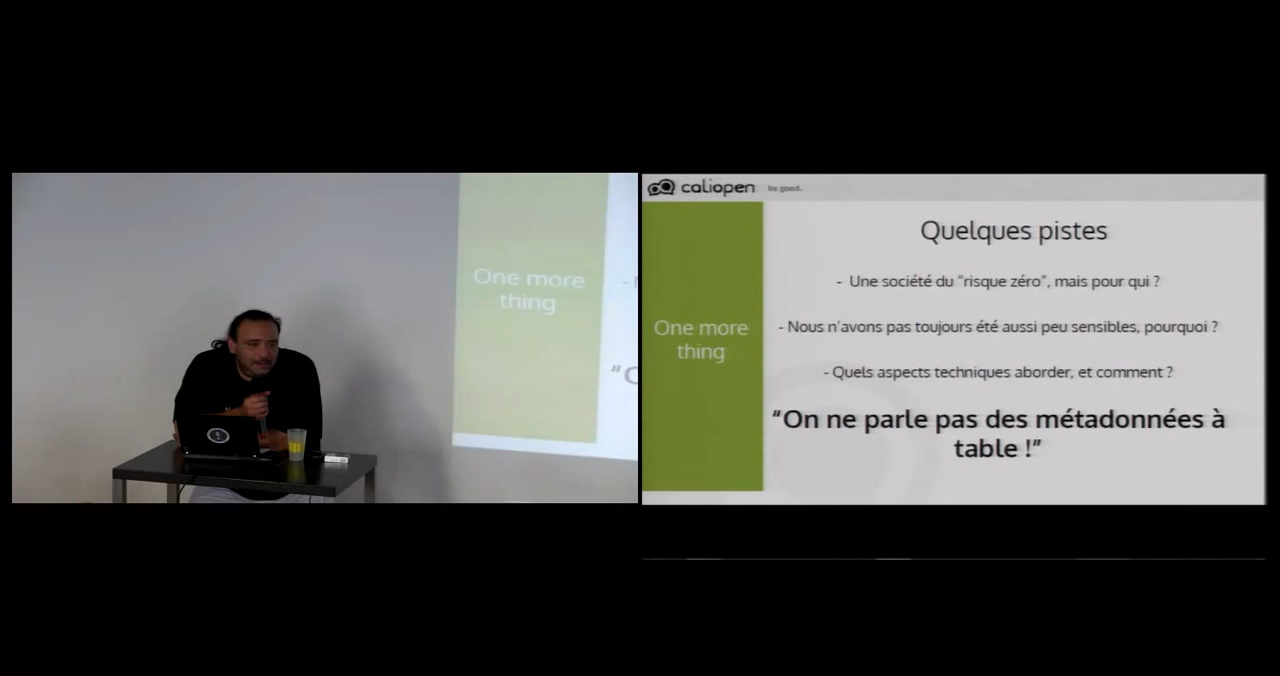 One more
thing
caliopen be good.
One more
thing
Quelques pistes
- Une société du “risque zéro”, mais pour qui ?
- Nous n’avons pas toujours été aussi peu sensibles, pourquoi ?
- Quels aspects techniques aborder, et comment ?
“On ne parle pas des métadonnées à
table !”